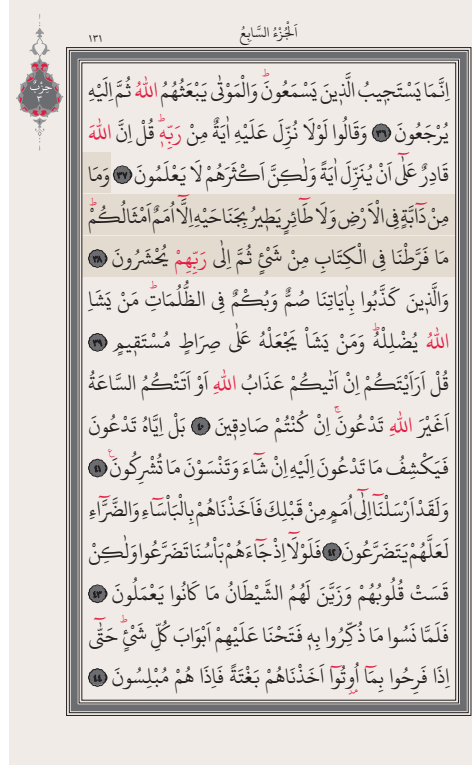 اَلْجُزْءُ السَّابِعُ
١٣١
حِزْب
٢
اِنَّمَا يَسْتَج۪يبُ الَّذ۪ينَ يَسْمَعُونَۜ وَالْمَوْتٰى يَبْعَثُهُمُ اللّٰهُ ثُمَّ اِلَيْهِ
يُرْجَعُونَ ﴿٣٦﴾ وَقَالُوا لَوْلَا نُزِّلَ عَلَيْهِ اٰيَةٌ مِنْ رَبِّه۪ۜ قُلْ اِنَّ اللّٰهَ
قَادِرٌ عَلٰٓى اَنْ يُنَزِّلَ اٰيَةً وَلٰكِنَّ اَكْثَرَهُمْ لَا يَعْلَمُونَ ﴿٣٧﴾ وَمَا
مِنْ دَٓابَّةٍ فِي الْاَرْضِ وَلَا طَٓائِرٍ يَط۪يرُ بِجَنَاحَيْهِ اِلَّٓا اُمَمٌ اَمْثَالُكُمْۜ
مَا فَرَّطْنَا فِي الْكِتَابِ مِنْ شَيْءٍ ثُمَّ اِلٰى رَبِّهِمْ يُحْشَرُونَ ﴿٣٨﴾
وَالَّذ۪ينَ كَذَّبُوا بِاٰيَاتِنَا صُمٌّ وَبُكْمٌ فِي الظُّلُمَاتِۜ مَنْ يَشَأِ
اللّٰهُ يُضْلِلْهُۜ وَمَنْ يَشَأْ يَجْعَلْهُ عَلٰى صِرَاطٍ مُسْتَق۪يمٍ ﴿٣٩﴾
قُلْ اَرَاَيْتَكُمْ اِنْ اَتٰيكُمْ عَذَابُ اللّٰهِ اَوْ اَتَتْكُمُ السَّاعَةُ
اَغَيْرَ اللّٰهِ تَدْعُونَۚ اِنْ كُنْتُمْ صَادِق۪ينَ ﴿٤٠﴾ بَلْ اِيَّاهُ تَدْعُونَ
فَيَكْشِفُ مَا تَدْعُونَ اِلَيْهِ اِنْ شَٓاءَ وَتَنْسَوْنَ مَا تُشْرِكُونَ۟ ﴿٤١﴾
وَلَقَدْ اَرْسَلْنَٓا اِلٰٓى اُمَمٍ مِنْ قَبْلِكَ فَاَخَذْنَاهُمْ بِالْبَأْسَٓاءِ وَالضَّرَّٓاءِ
لَعَلَّهُمْ يَتَضَرَّعُونَ ﴿٤٢﴾ فَلَوْلَٓا اِذْ جَٓاءَهُمْ بَأْسُنَا تَضَرَّعُوا وَلٰكِنْ
قَسَتْ قُلُوبُهُمْ وَزَيَّنَ لَهُمُ الشَّيْطَانُ مَا كَانُوا يَعْمَلُونَ ﴿٤٣﴾
فَلَمَّا نَسُوا مَا ذُكِّرُوا بِه۪ فَتَحْنَا عَلَيْهِمْ اَبْوَابَ كُلِّ شَيْءٍۜ حَتّٰٓى
اِذَا فَرِحُوا بِمَٓا اُو۫تُٓوا اَخَذْنَاهُمْ بَغْتَةً فَاِذَا هُمْ مُبْلِسُونَ ﴿٤٤﴾